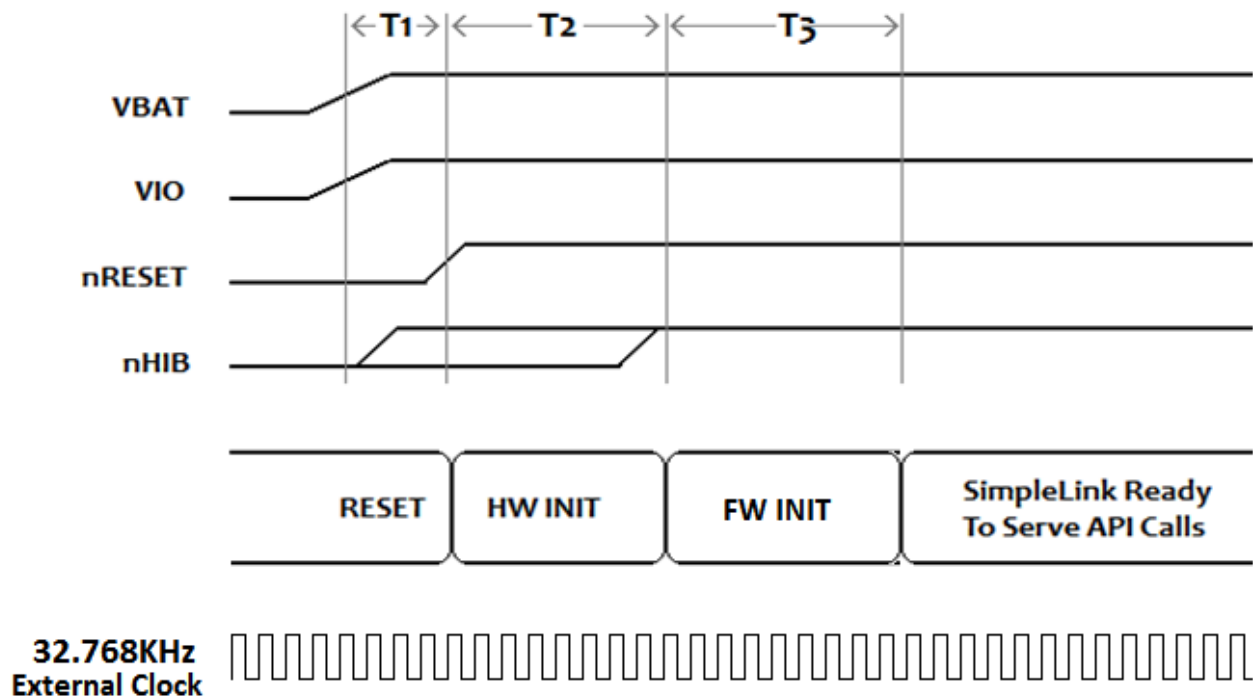 T1
T2
T3
VBAT
VIO
nRESET
nHIB
RESET
HW INIT
FW INIT
SimpleLink Ready
To Serve API Calls
32.768KHz
External Clock